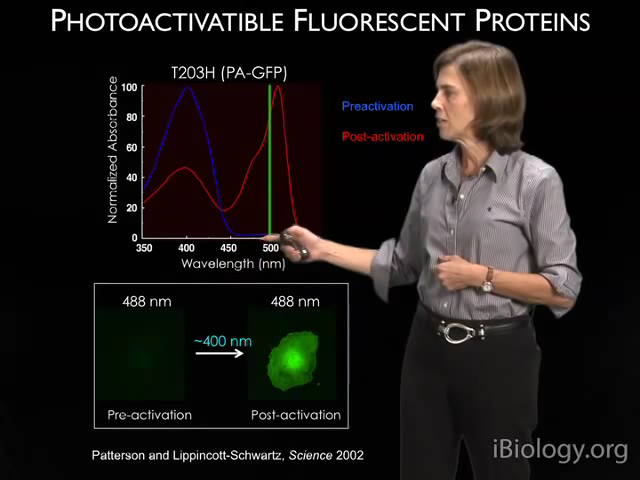 PHOTOACTIVATIBLE FLUORESCENT PROTEINS
T203H (PA-GFP)
Normalized Absorbance
100
80
60
40
20
0
350
400
450
500
Wavelength (nm)
Preactivation
Post-activation
488 nm
488 nm
~400 nm
Pre-activation
Post-activation
Patterson and Lippincott-Schwartz, Science 2002
iBiology.org